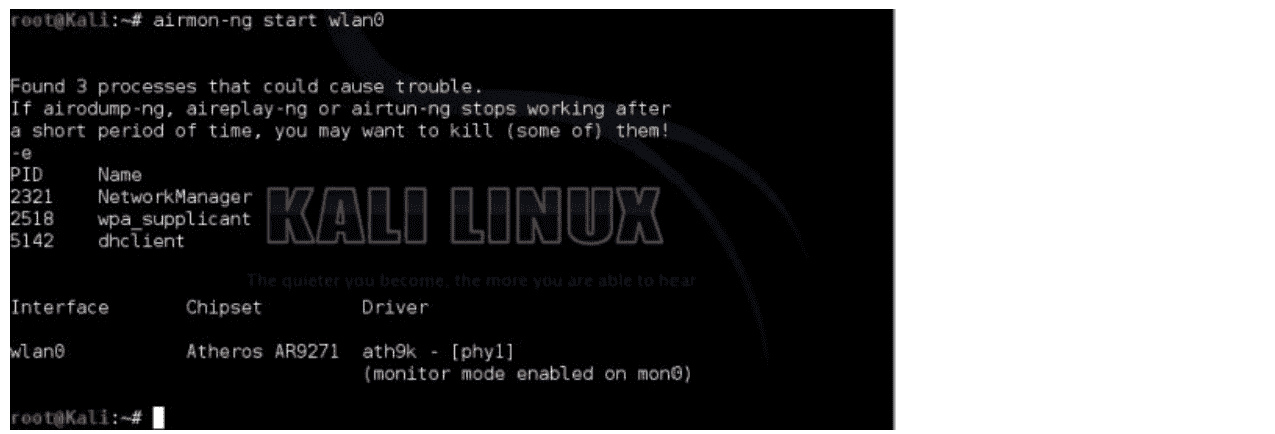 root@Kali:~# airmon-ng start wlan0
Found 3 processes that could cause trouble.
If airodump-ng, aireplay-ng or airtun-ng stops working after
a short period of time, you may want to kill (some of) them!
-e
PID     Name
2321    NetworkManager
2518    wpa_supplicant
5142    dhclient
KALI LINUX
The quieter you become, the more you are able to hear
Interface       Chipset         Driver
wlan0           Atheros AR9271  ath9k - [phy1]
                                (monitor mode enabled on mon0)
root@Kali:~#